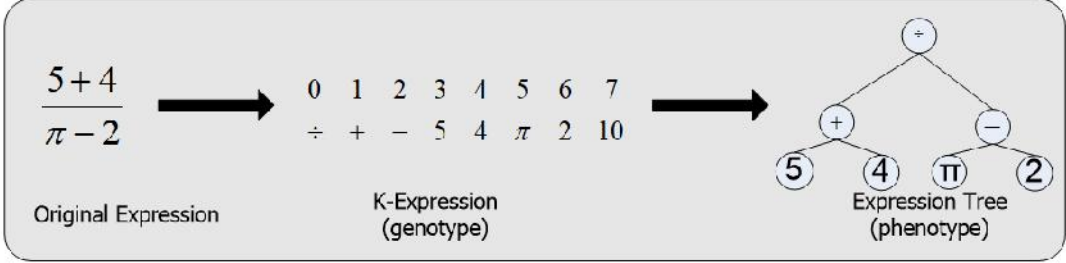 5 + 4
π − 2
Original Expression
0 1 2 3 4 5 6 7
÷ + − 5 4 π 2 10
K-Expression
(genotype)
÷
+ −
5 4 π 2
Expression Tree
(phenotype)